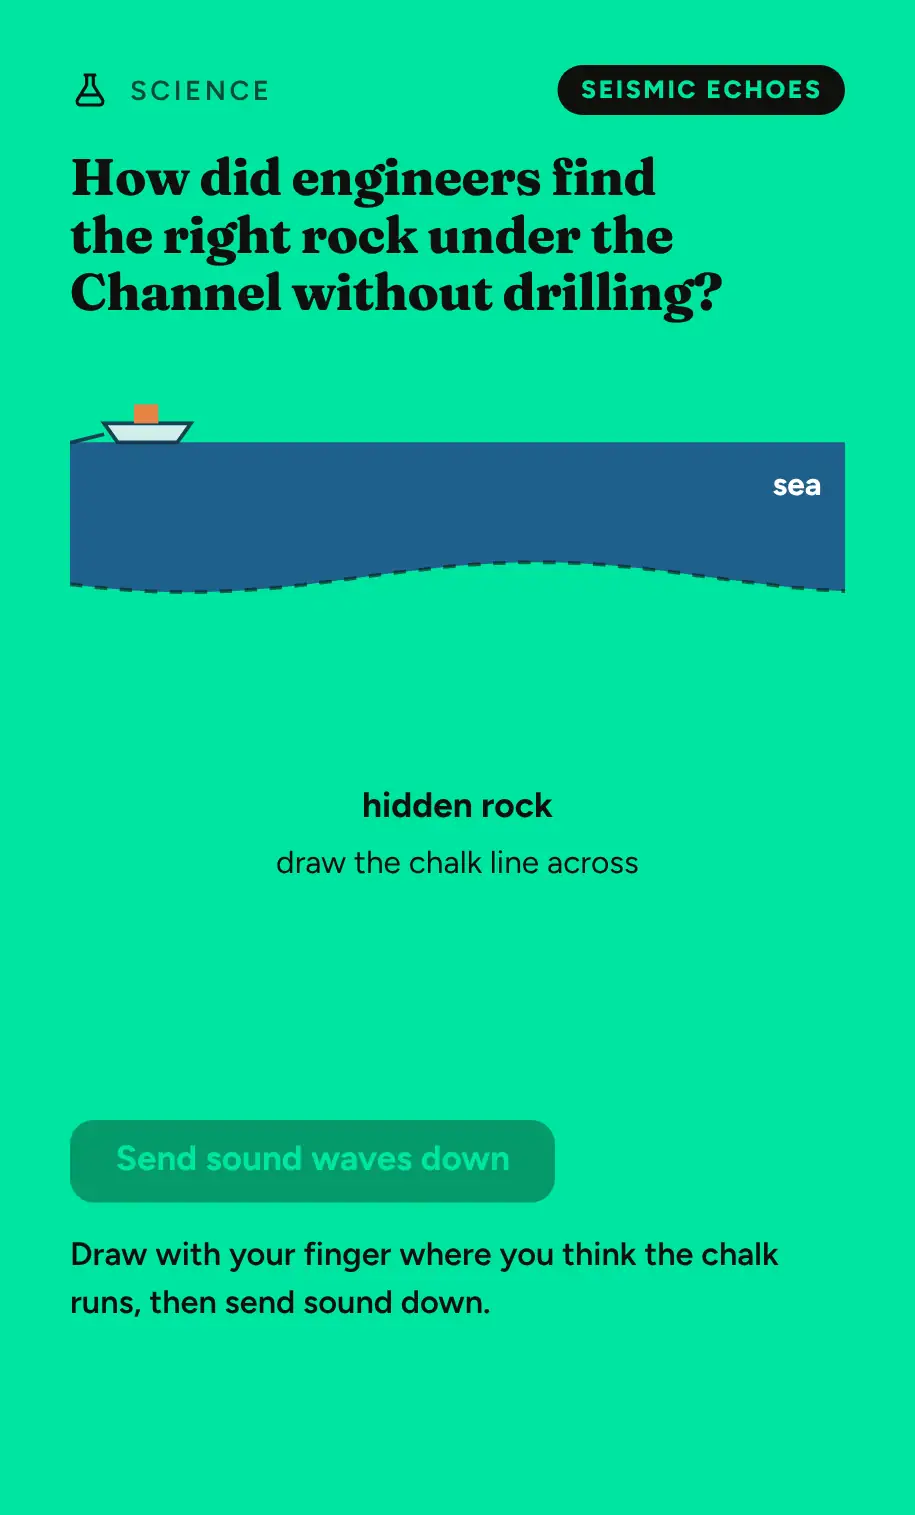 SCIENCE
SEISMIC ECHOES
How did engineers find
the right rock under the
Channel without drilling?
sea
hidden rock
draw the chalk line across
Send sound waves down
Draw with your finger where you think the chalk
runs, then send sound down.